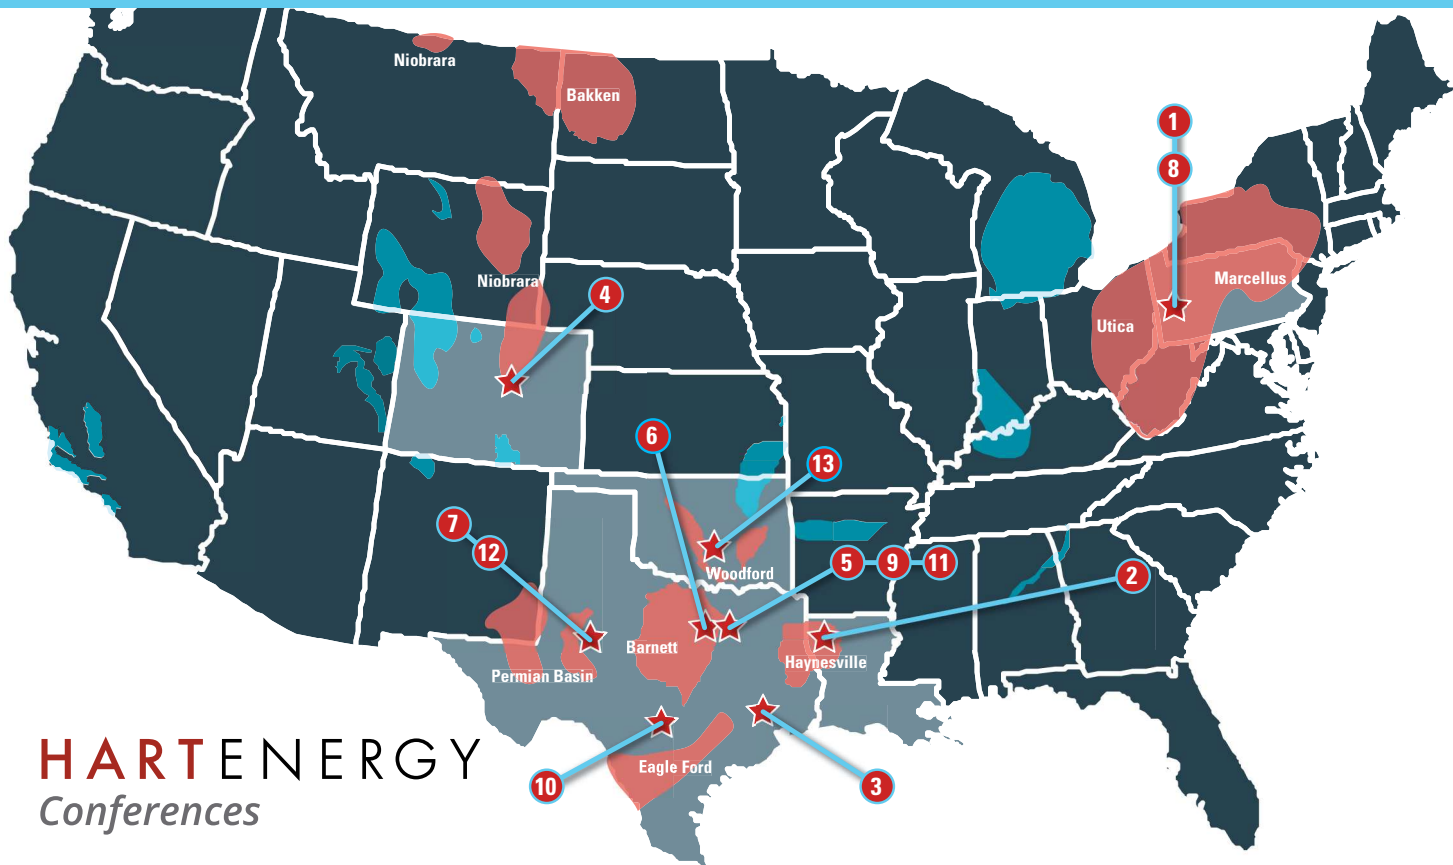 Niobrara
Bakken
1
8
Niobrara
4
Marcellus
Utica
6
13
7
12
Woodford
5
9
11
2
Barnett
Haynesville
Permian Basin
Eagle Ford
10
3
HARTENERGY
Conferences